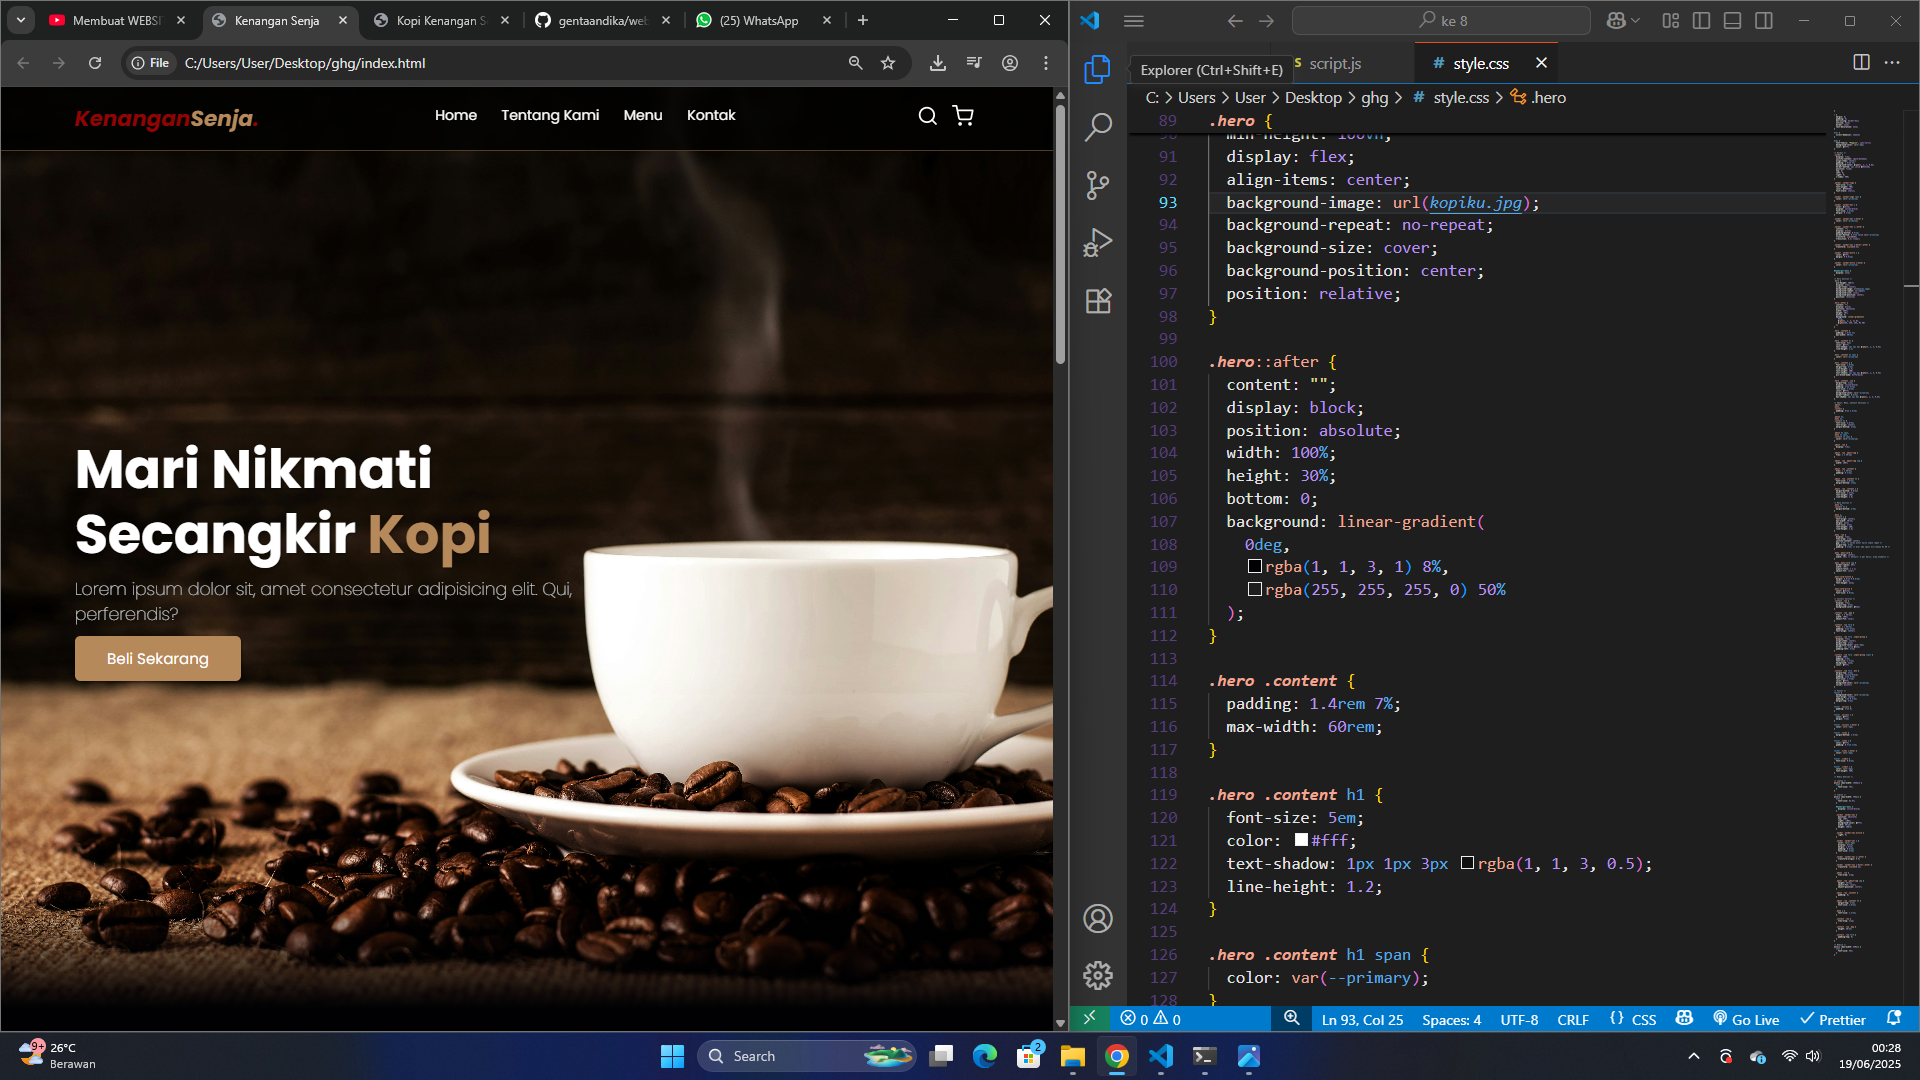 Membuat WEBSI
Kenangan Senja
Kopi Kenangan S
gentaandika/web
(25) WhatsApp
File
C:/Users/User/Desktop/ghg/index.html
KenanganSenja.
Home
Tentang Kami
Menu
Kontak
Mari Nikmati
Secangkir Kopi
Lorem ipsum dolor sit, amet consectetur adipisicing elit. Qui,
perferendis?
Beli Sekarang
ke 8
Explorer (Ctrl+Shift+E)
script.js
# style.css
C: > Users > User > Desktop > ghg > # style.css > .hero
89 .hero {
min-height: 100vh;
91 display: flex;
92 align-items: center;
93 background-image: url(kopiku.jpg);
94 background-repeat: no-repeat;
95 background-size: cover;
96 background-position: center;
97 position: relative;
98 }
99
100 .hero::after {
101 content: "";
102 display: block;
103 position: absolute;
104 width: 100%;
105 height: 30%;
106 bottom: 0;
107 background: linear-gradient(
108 0deg,
109 rgba(1, 1, 3, 1) 8%,
110 rgba(255, 255, 255, 0) 50%
111 );
112 }
113
114 .hero .content {
115 padding: 1.4rem 7%;
116 max-width: 60rem;
117 }
118
119 .hero .content h1 {
120 font-size: 5em;
121 color: #fff;
122 text-shadow: 1px 1px 3px rgba(1, 1, 3, 0.5);
123 line-height: 1.2;
124 }
125
126 .hero .content h1 span {
127 color: var(--primary);
128 }
0 0
Ln 93, Col 25
Spaces: 4
UTF-8
CRLF
{} CSS
Go Live
Prettier
9+
26°C
Berawan
Search
2
00:28
19/06/2025